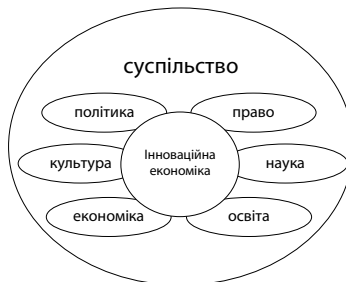 суспільство
політика
право
культура
Інноваційна
економіка
наука
економіка
освіта